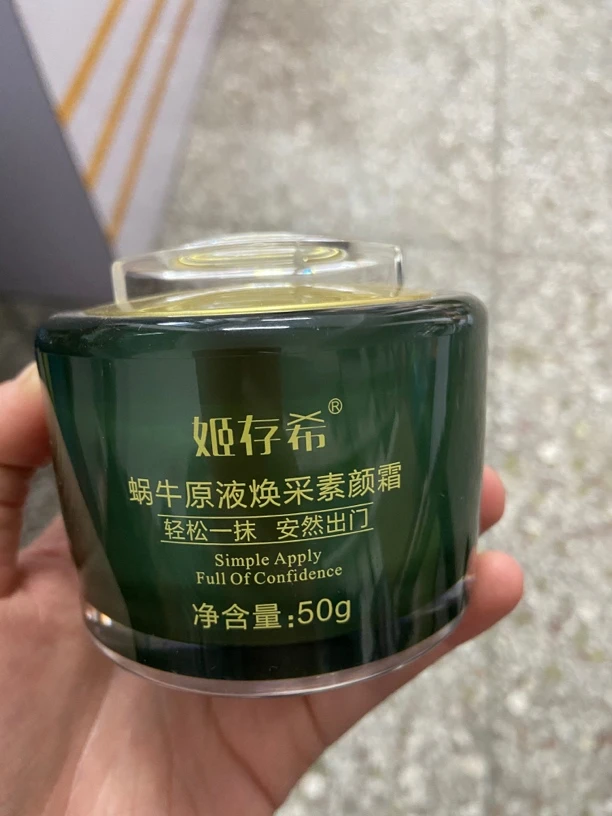 姬存希®
蜗牛原液焕采素颜霜
轻松一抹 安然出门
Simple Apply
Full Of Confidence
净含量:50g